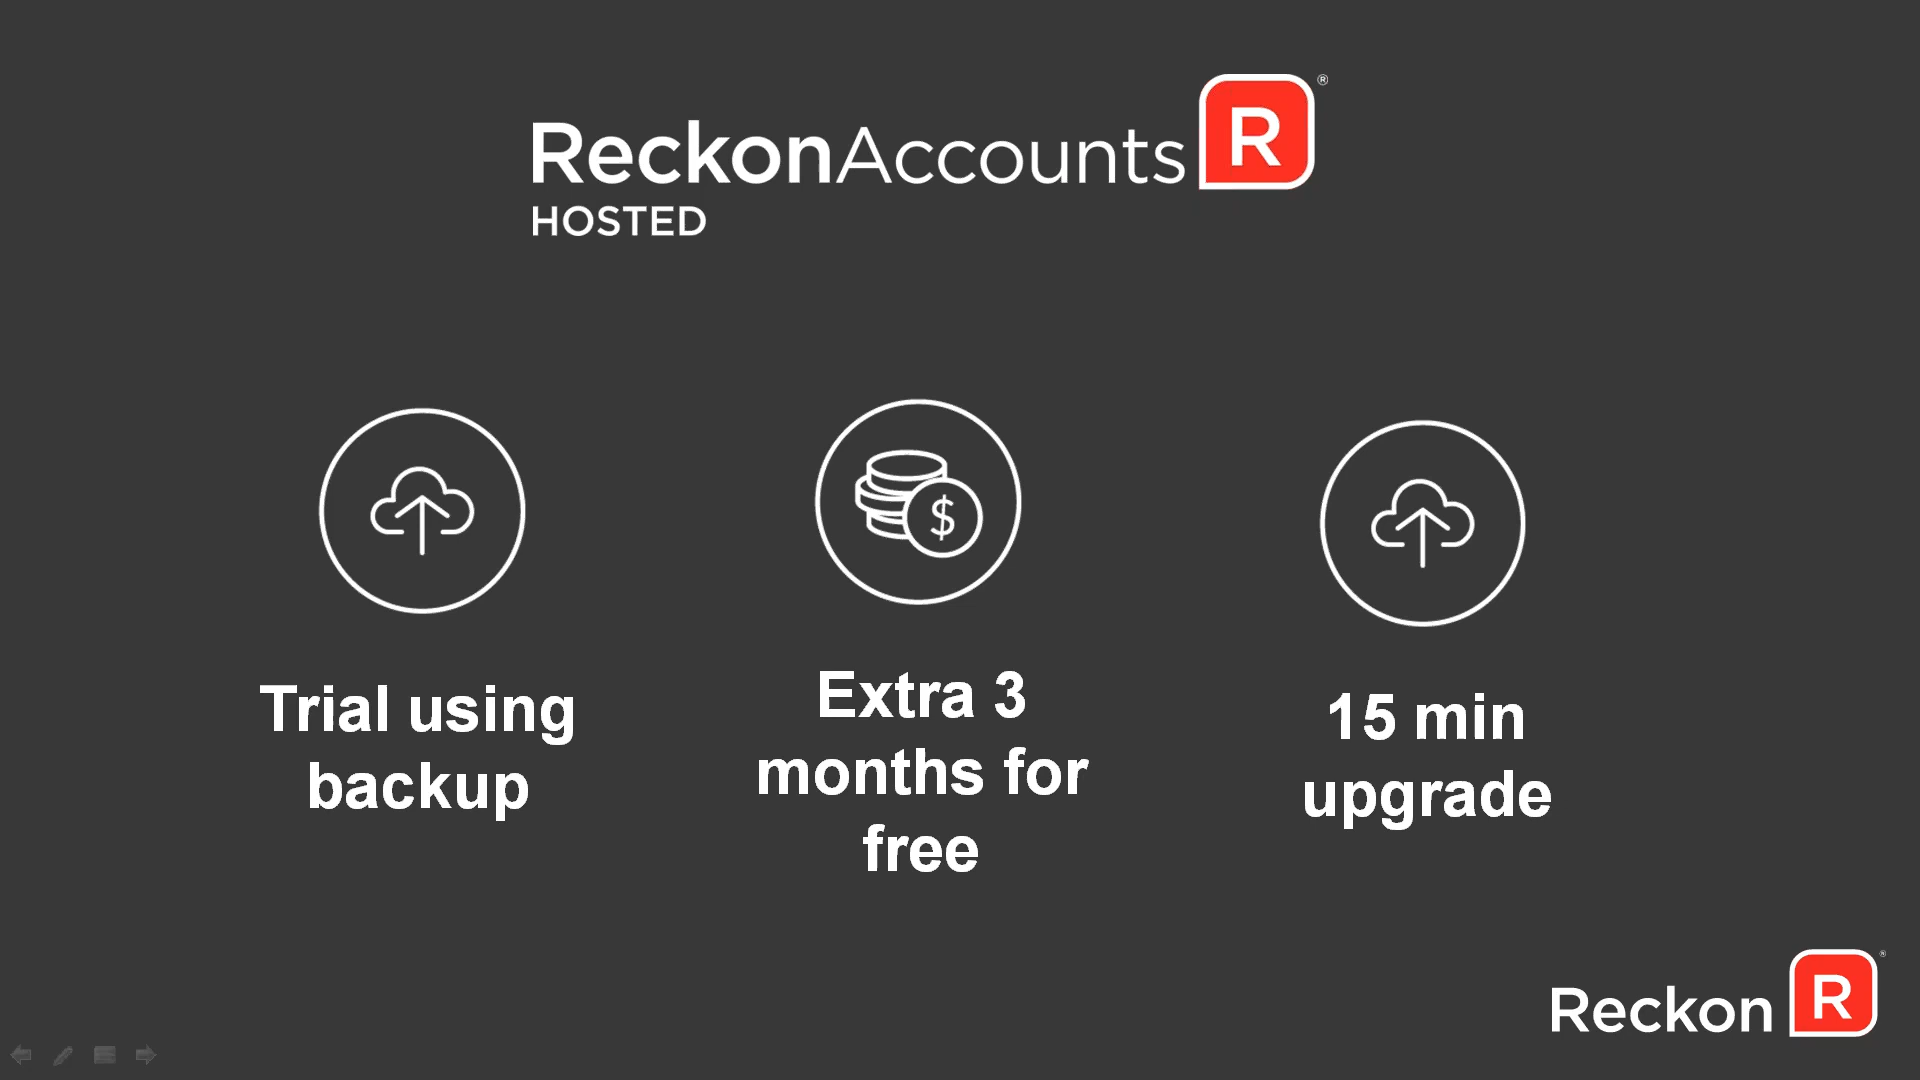 ReckonAccounts R ®
HOSTED
$
Trial using
backup
Extra 3
months for
free
15 min
upgrade
Reckon R ®